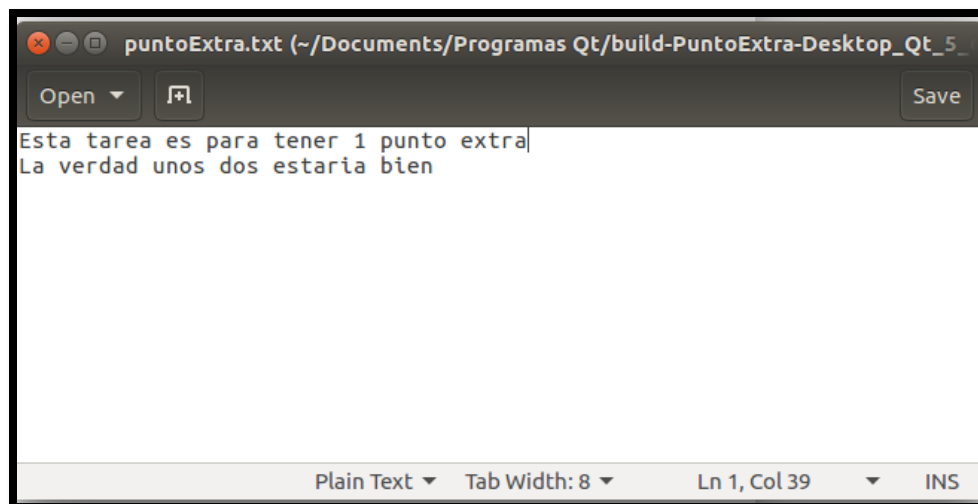 puntoExtra.txt (~/Documents/Programas Qt/build-PuntoExtra-Desktop_Qt_5_
Open
Save
Esta tarea es para tener 1 punto extra
La verdad unos dos estaria bien
Plain Text Tab Width: 8 Ln 1, Col 39 INS